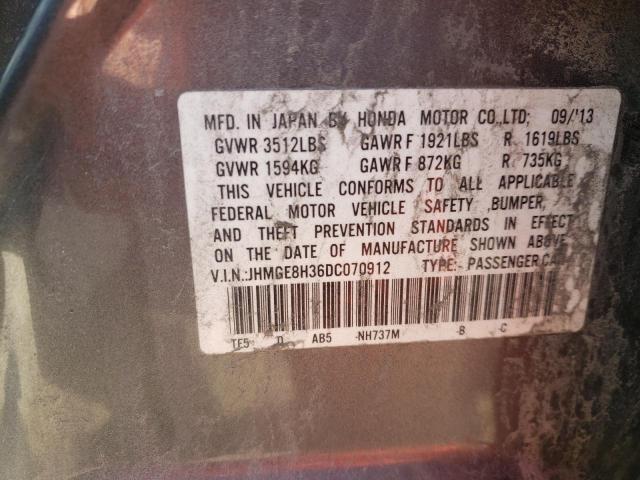 MFD. IN JAPAN BY HONDA MOTOR CO.,LTD; 09/'13
GVWR 3512LBS GAWR F 1921LBS R 1619LBS
GVWR 1594KG GAWR F 872KG R 735KG
THIS VEHICLE CONFORMS TO ALL APPLICABLE
FEDERAL MOTOR VEHICLE SAFETY ,BUMPER,
AND THEFT PREVENTION STANDARDS IN EFFECT
ON THE DATE OF MANUFACTURE SHOWN ABOVE
V.I.N.:JHMGE8H36DC070912 TYPE: PASSENGER CAR
TF5 D AB5 -NH737M -B -C